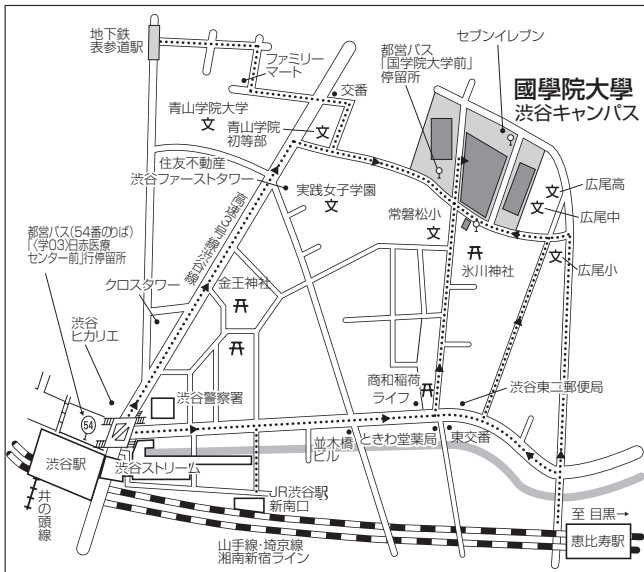 地下鉄
表参道駅
ファミリー
マート
交番
都営バス
「国学院大学前」
停留所
セブンイレブン
國學院大學
渋谷キャンパス
青山学院大学
青山学院
初等部
住友不動産
渋谷ファーストタワー
実践女子学園
広尾高
広尾中
常磐松小
広尾小
氷川神社
高速3号線渋谷線
都営バス(54番のりば)
「〈学03〉日赤医療
センター前」行停留所
クロスタワー
金王神社
渋谷
ヒカリエ
商和稲荷
ライフ
渋谷東二郵便局
54
渋谷警察署
渋谷駅
渋谷ストリーム
並木橋
ビル
ときわ堂薬局
東交番
井の頭線
JR渋谷駅
新南口
山手線・埼京線
湘南新宿ライン
至 目黒→
恵比寿駅